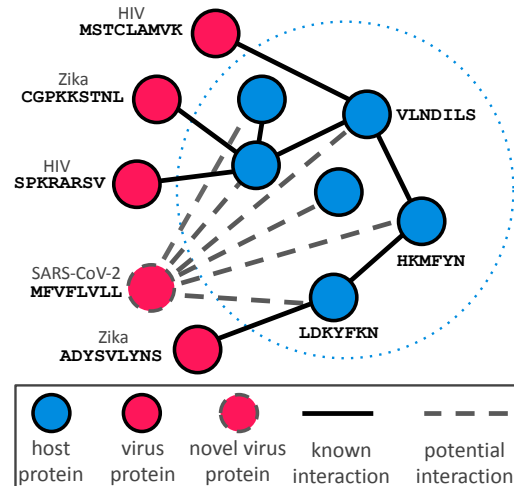 HIV
MSTCLAMVK
Zika
CGPKKSTNL
VLNDILS
HIV
SPKRARSV
HKMFYN
SARS-CoV-2
MFVFLVLL
LDKYFKN
Zika
ADYSVLYNS
host
protein
virus
protein
novel virus
protein
known
interaction
potential
interaction